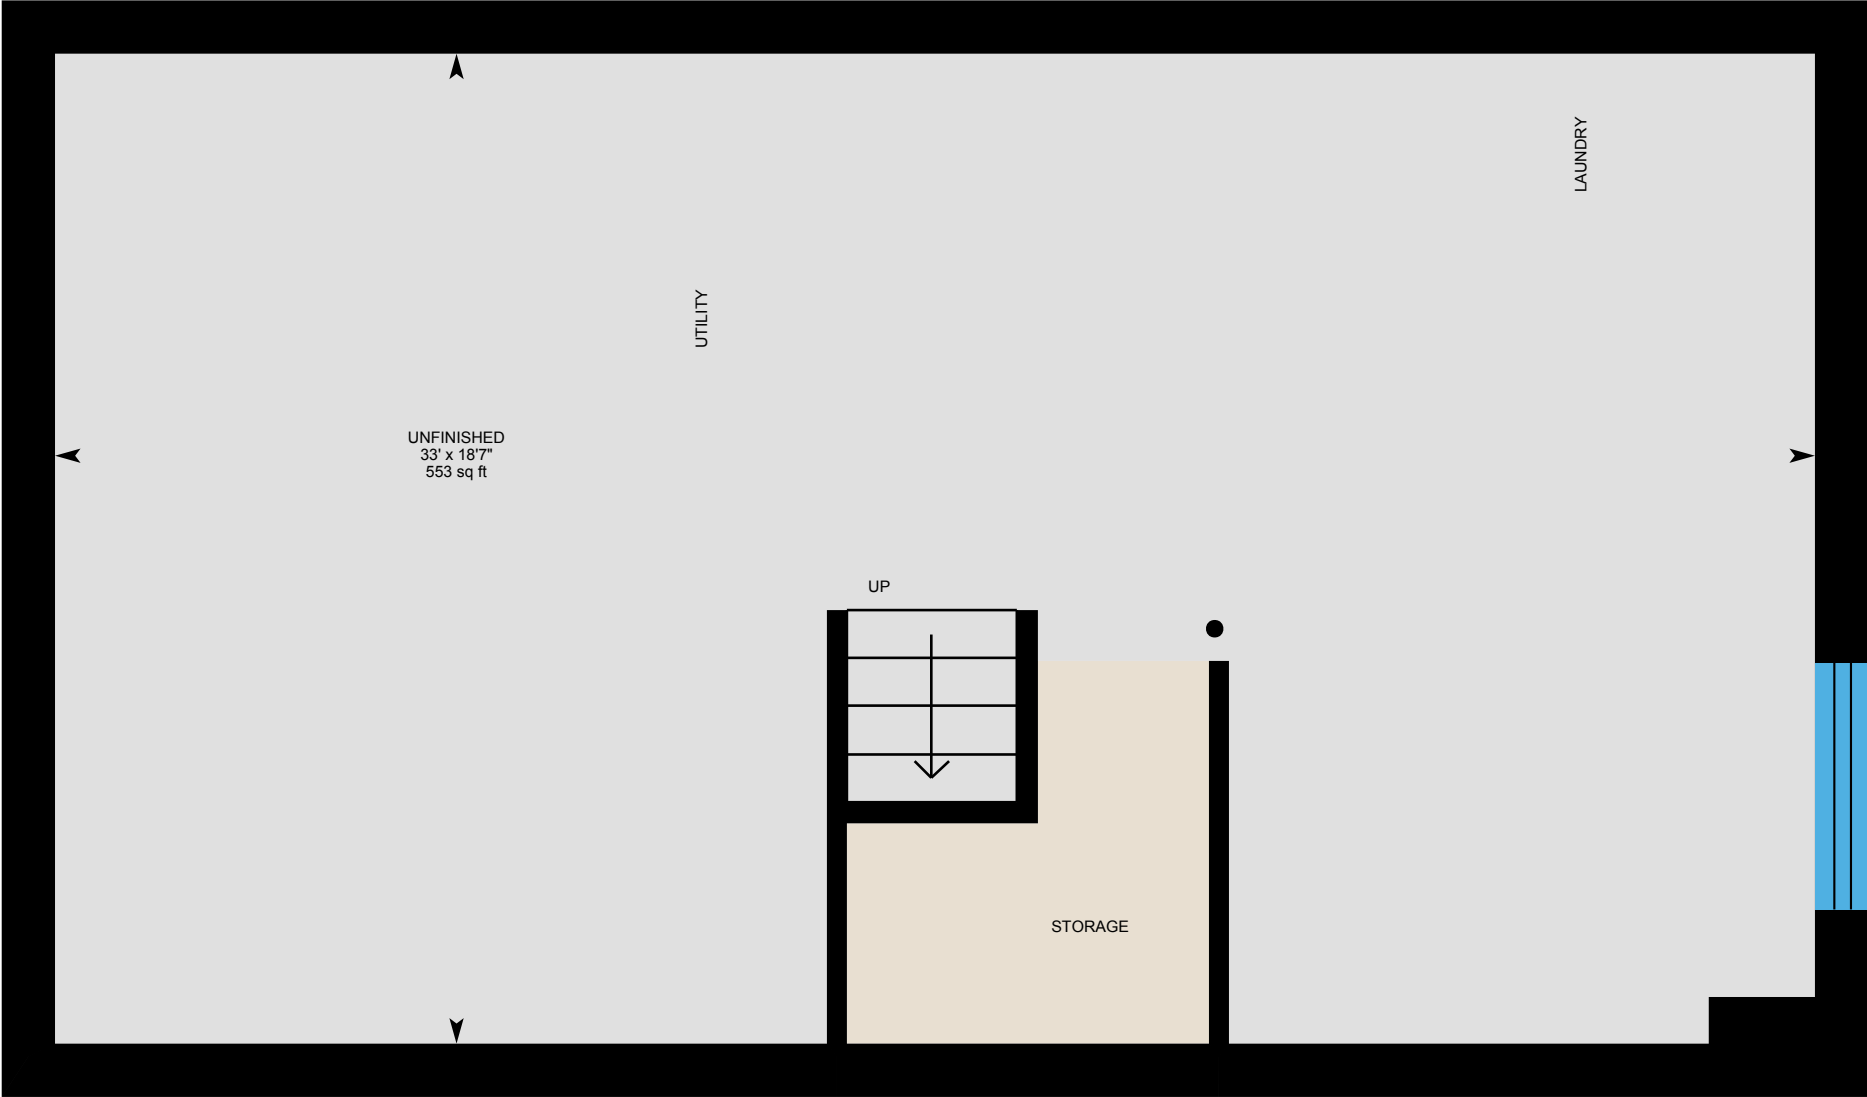 LAUNDRY
UTILITY
UNFINISHED
33' x 18'7"
553 sq ft
UP
STORAGE